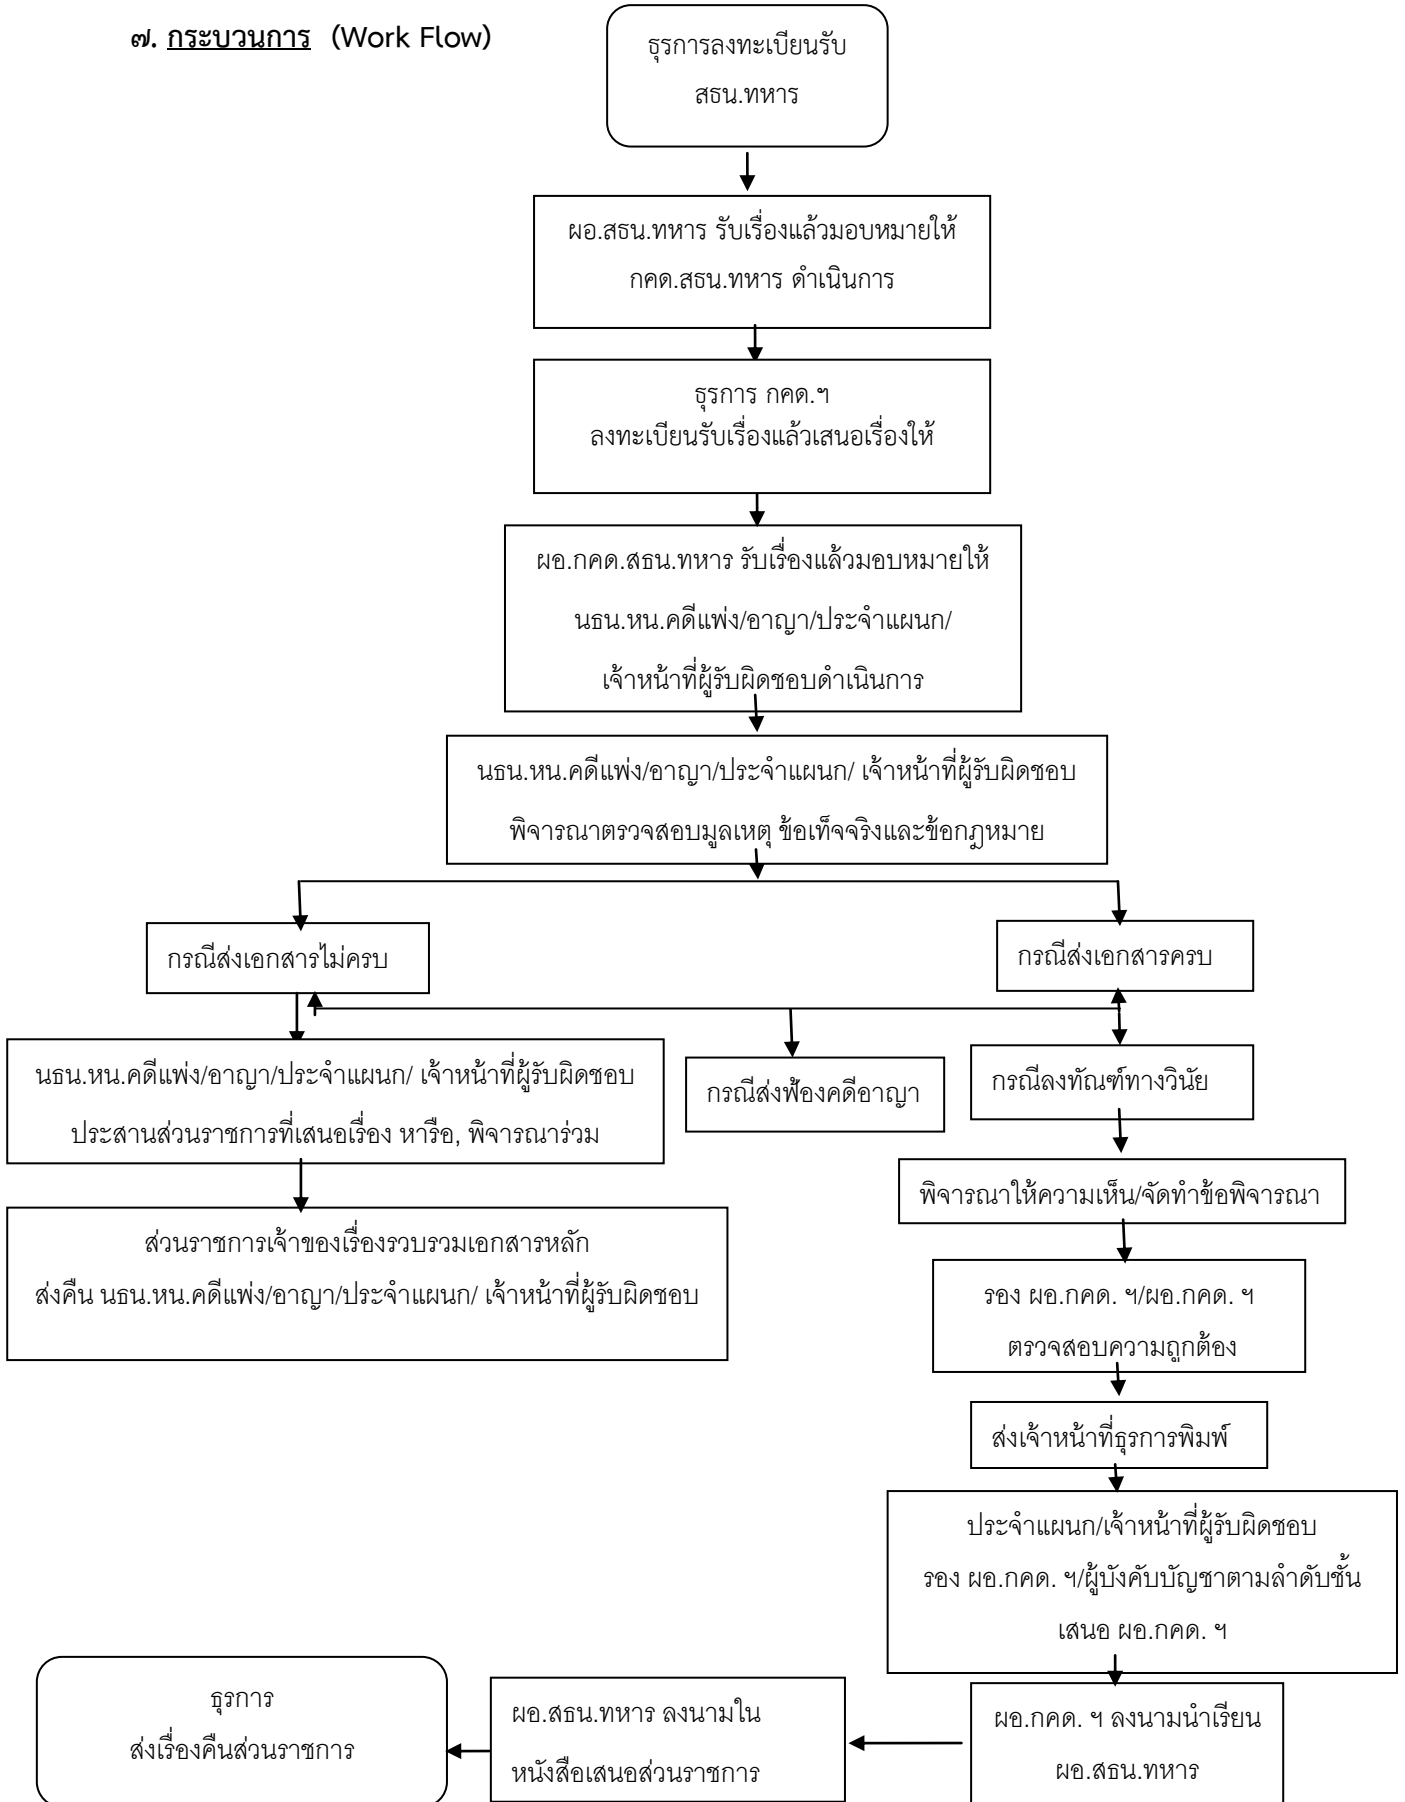 ๗. กระบวนการ (Work Flow)
ธุรการลงทะเบียนรับ
สธน.ทหาร
ผอ.สธน.ทหาร รับเรื่องแล้วมอบหมายให้
กคด.สธน.ทหาร ดำเนินการ
ธุรการ กคด.ฯ
ลงทะเบียนรับเรื่องแล้วเสนอเรื่องให้
ผอ.กคด.สธน.ทหาร รับเรื่องแล้วมอบหมายให้
นธน.หน.คดีแพ่ง/อาญา/ประจำแผนก/
เจ้าหน้าที่ผู้รับผิดชอบดำเนินการ
นธน.หน.คดีแพ่ง/อาญา/ประจำแผนก/ เจ้าหน้าที่ผู้รับผิดชอบ
พิจารณาตรวจสอบมูลเหตุ ข้อเท็จจริงและข้อกฎหมาย
กรณีส่งเอกสารไม่ครบ
กรณีส่งเอกสารครบ
นธน.หน.คดีแพ่ง/อาญา/ประจำแผนก/ เจ้าหน้าที่ผู้รับผิดชอบ
ประสานส่วนราชการที่เสนอเรื่อง หารือ, พิจารณาร่วม
กรณีส่งฟ้องคดีอาญา
กรณีลงทัณฑ์ทางวินัย
พิจารณาให้ความเห็น/จัดทำข้อพิจารณา
ส่วนราชการเจ้าของเรื่องรวบรวมเอกสารหลัก
ส่งคืน นธน.หน.คดีแพ่ง/อาญา/ประจำแผนก/ เจ้าหน้าที่ผู้รับผิดชอบ
รอง ผอ.กคด. ฯ/ผอ.กคด. ฯ
ตรวจสอบความถูกต้อง
ส่งเจ้าหน้าที่ธุรการพิมพ์
ประจำแผนก/เจ้าหน้าที่ผู้รับผิดชอบ
รอง ผอ.กคด. ฯ/ผู้บังคับบัญชาตามลำดับชั้น
เสนอ ผอ.กคด. ฯ
ผอ.กคด. ฯ ลงนามนำเรียน
ผอ.สธน.ทหาร
ผอ.สธน.ทหาร ลงนามใน
หนังสือเสนอส่วนราชการ
ธุรการ
ส่งเรื่องคืนส่วนราชการ